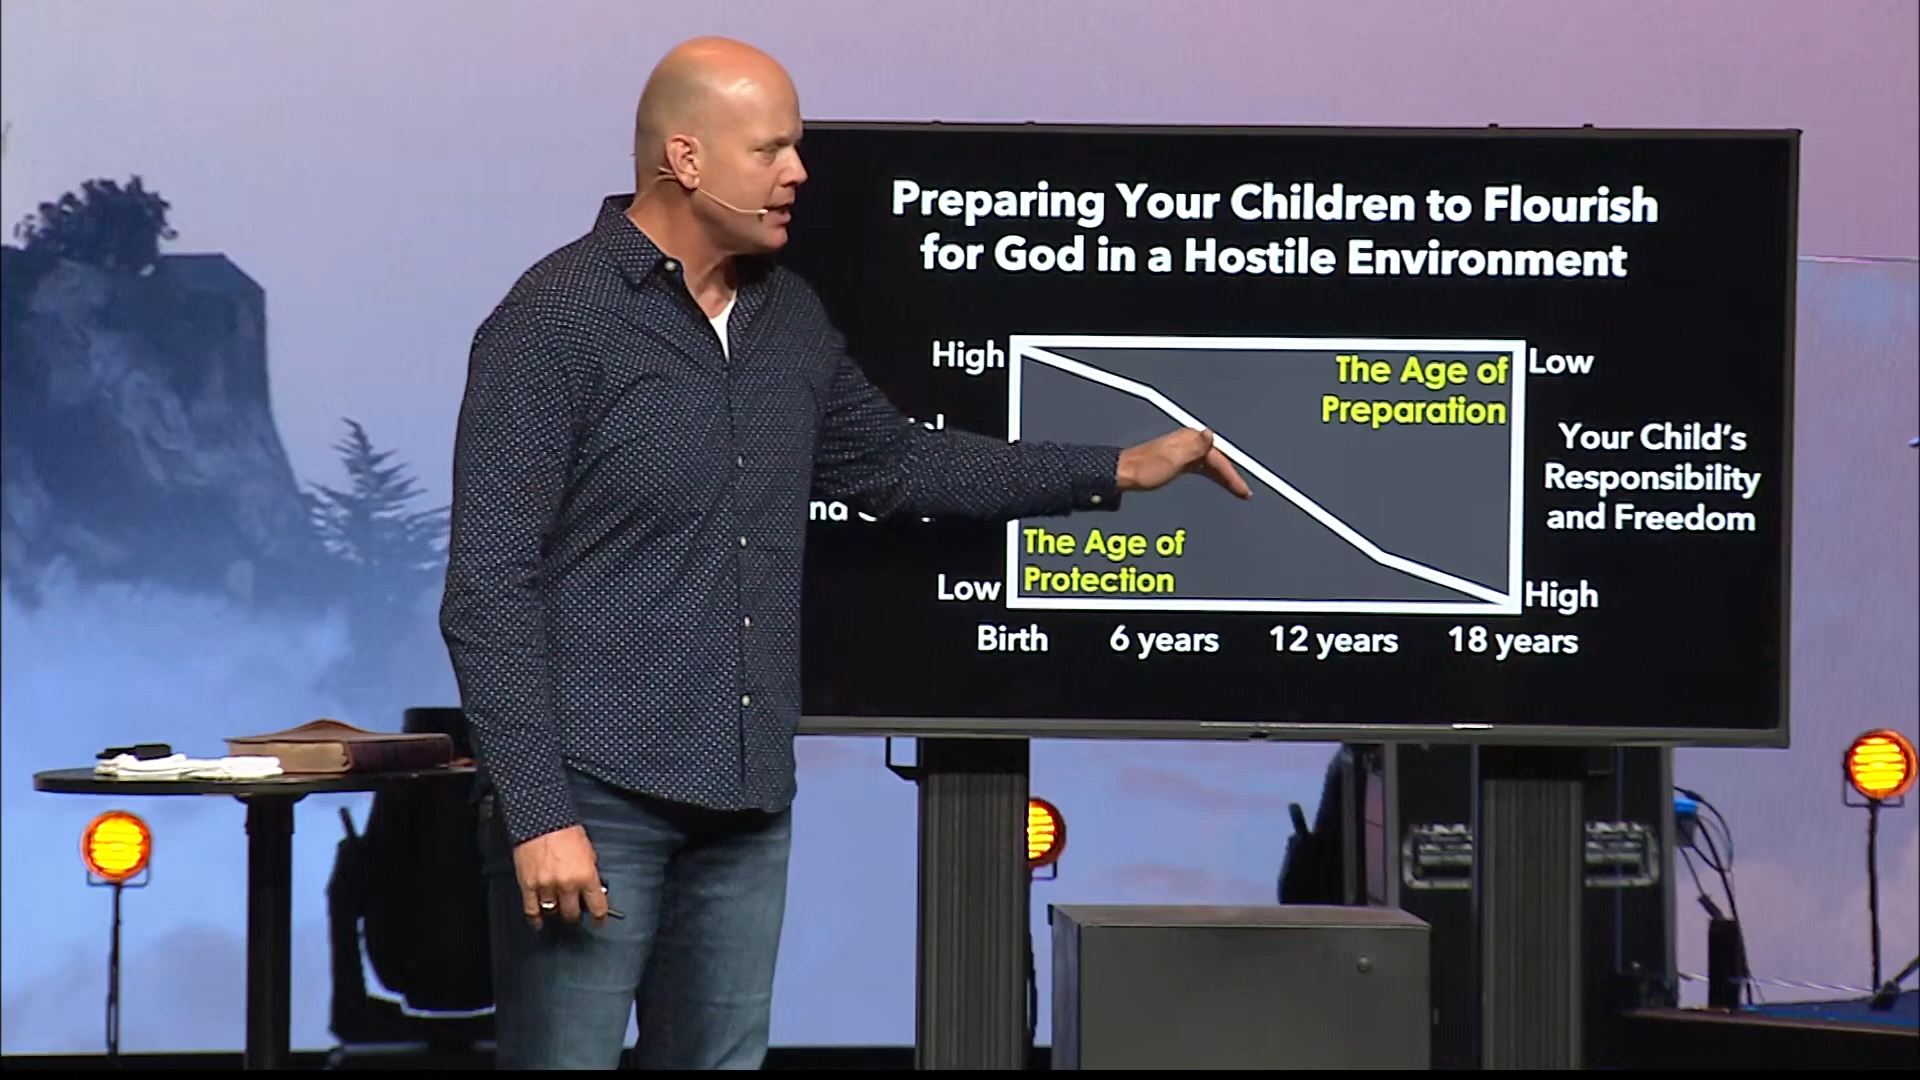 Preparing Your Children to Flourish
for God in a Hostile Environment
High
Low
The Age of
Preparation
Your Child's
Responsibility
and Freedom
The Age of
Protection
Low
High
Birth
6 years
12 years
18 years